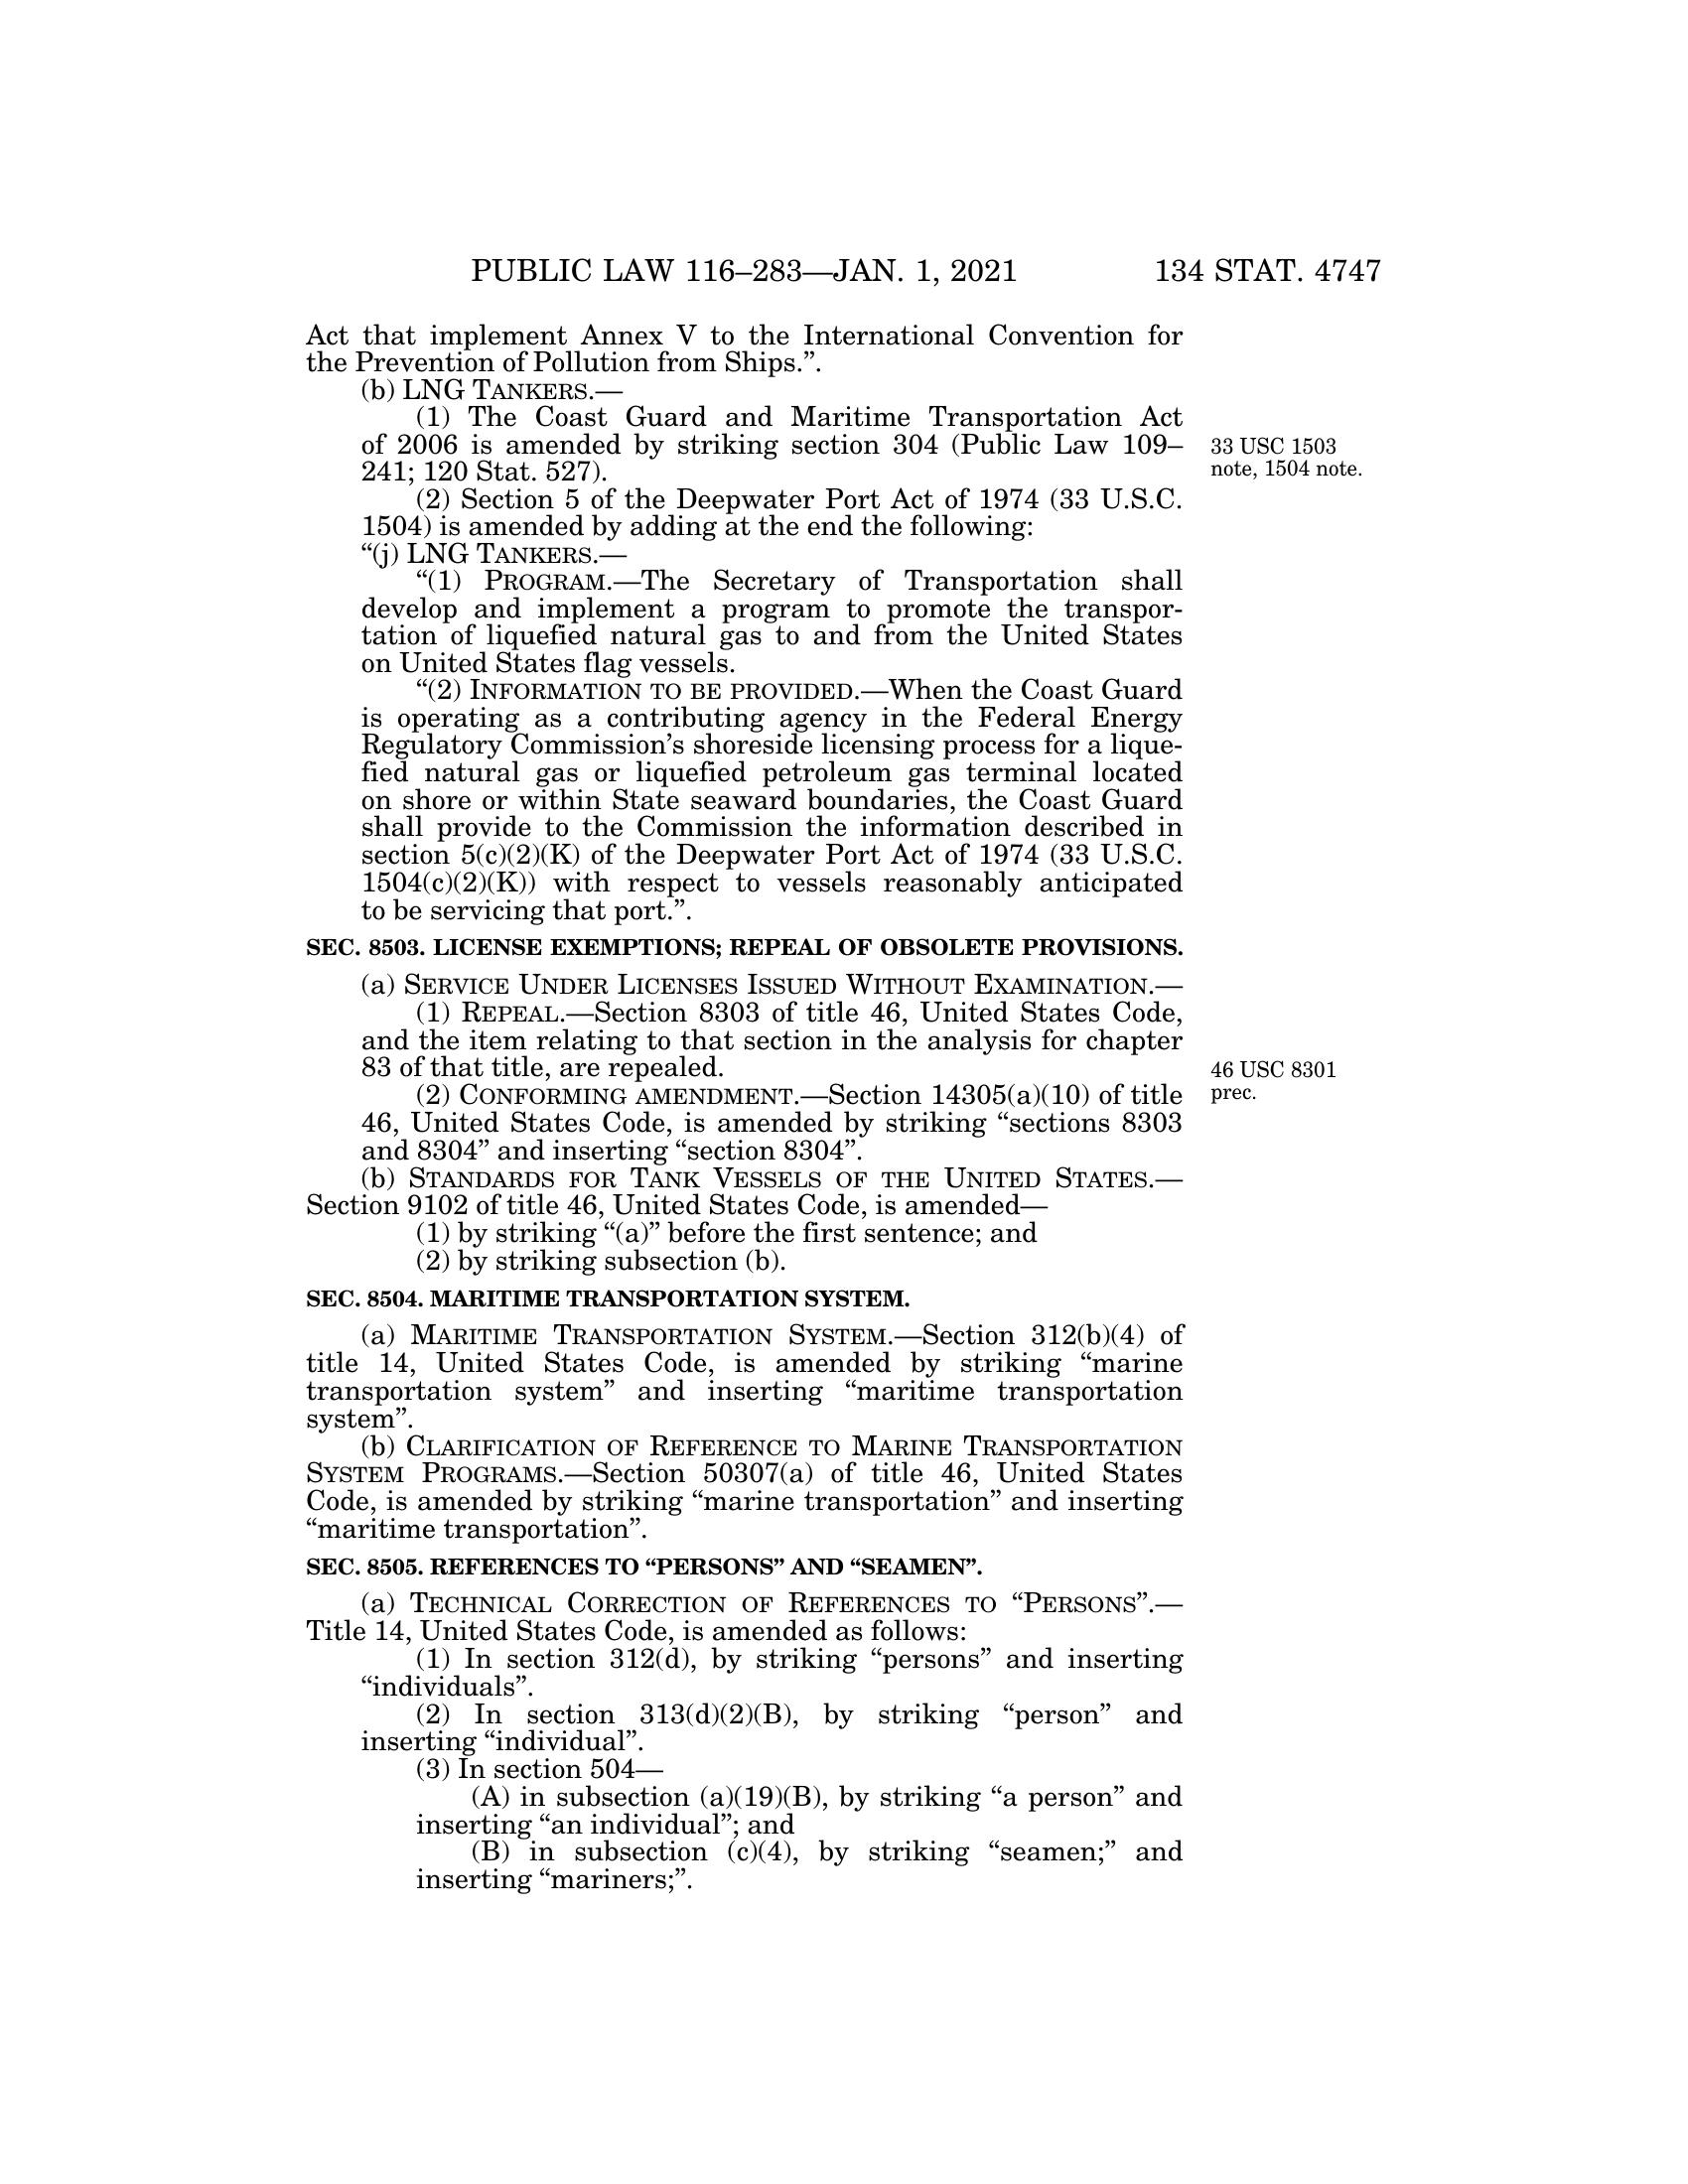 PUBLIC LAW 116–283—JAN. 1, 2021 134 STAT. 4747
Act that implement Annex V to the International Convention for
the Prevention of Pollution from Ships.”.
(b) LNG TANKERS.—
(1) The Coast Guard and Maritime Transportation Act
of 2006 is amended by striking section 304 (Public Law 109–
241; 120 Stat. 527).
33 USC 1503
note, 1504 note.
(2) Section 5 of the Deepwater Port Act of 1974 (33 U.S.C.
1504) is amended by adding at the end the following:
“(j) LNG TANKERS.—
“(1) PROGRAM.—The Secretary of Transportation shall
develop and implement a program to promote the transpor-
tation of liquefied natural gas to and from the United States
on United States flag vessels.
“(2) INFORMATION TO BE PROVIDED.—When the Coast Guard
is operating as a contributing agency in the Federal Energy
Regulatory Commission’s shoreside licensing process for a lique-
fied natural gas or liquefied petroleum gas terminal located
on shore or within State seaward boundaries, the Coast Guard
shall provide to the Commission the information described in
section 5(c)(2)(K) of the Deepwater Port Act of 1974 (33 U.S.C.
1504(c)(2)(K)) with respect to vessels reasonably anticipated
to be servicing that port.”.
SEC. 8503. LICENSE EXEMPTIONS; REPEAL OF OBSOLETE PROVISIONS.
(a) SERVICE UNDER LICENSES ISSUED WITHOUT EXAMINATION.—
(1) REPEAL.—Section 8303 of title 46, United States Code,
and the item relating to that section in the analysis for chapter
83 of that title, are repealed.
46 USC 8301
prec.
(2) CONFORMING AMENDMENT.—Section 14305(a)(10) of title
46, United States Code, is amended by striking “sections 8303
and 8304” and inserting “section 8304”.
(b) STANDARDS FOR TANK VESSELS OF THE UNITED STATES.—
Section 9102 of title 46, United States Code, is amended—
(1) by striking “(a)” before the first sentence; and
(2) by striking subsection (b).
SEC. 8504. MARITIME TRANSPORTATION SYSTEM.
(a) MARITIME TRANSPORTATION SYSTEM.—Section 312(b)(4) of
title 14, United States Code, is amended by striking “marine
transportation system” and inserting “maritime transportation
system”.
(b) CLARIFICATION OF REFERENCE TO MARINE TRANSPORTATION
SYSTEM PROGRAMS.—Section 50307(a) of title 46, United States
Code, is amended by striking “marine transportation” and inserting
“maritime transportation”.
SEC. 8505. REFERENCES TO “PERSONS” AND “SEAMEN”.
(a) TECHNICAL CORRECTION OF REFERENCES TO “PERSONS”.—
Title 14, United States Code, is amended as follows:
(1) In section 312(d), by striking “persons” and inserting
“individuals”.
(2) In section 313(d)(2)(B), by striking “person” and
inserting “individual”.
(3) In section 504—
(A) in subsection (a)(19)(B), by striking “a person” and
inserting “an individual”; and
(B) in subsection (c)(4), by striking “seamen;” and
inserting “mariners;”.